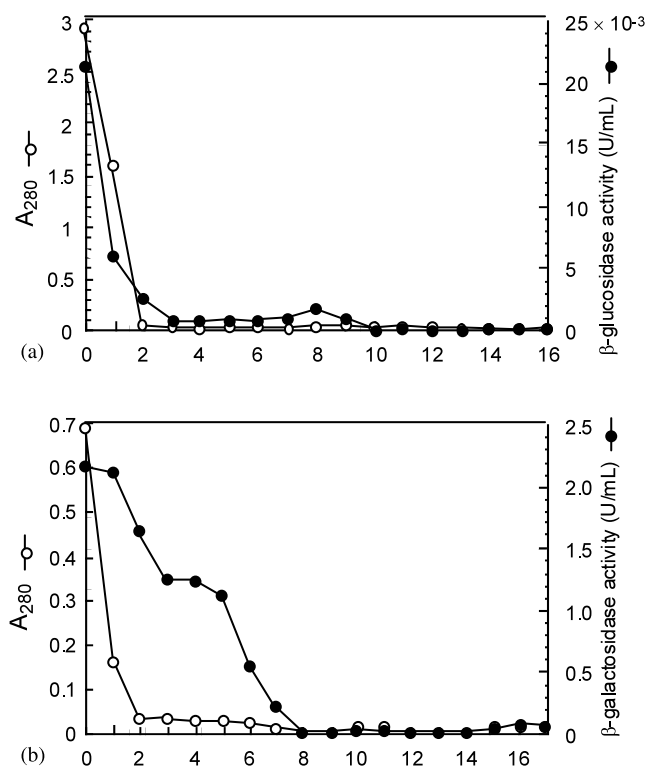 3
2.5
2
1.5
1
0.5
0
A280
25 × 10-3
20
15
10
5
0
β-glucosidase activity (U/mL)
(a)
0 2 4 6 8 10 12 14 16
0.7
0.6
0.5
0.4
0.3
0.2
0.1
0
A280
2.5
2.0
1.5
1.0
0.5
0
β-galactosidase activity (U/mL)
(b)
0 2 4 6 8 10 12 14 16